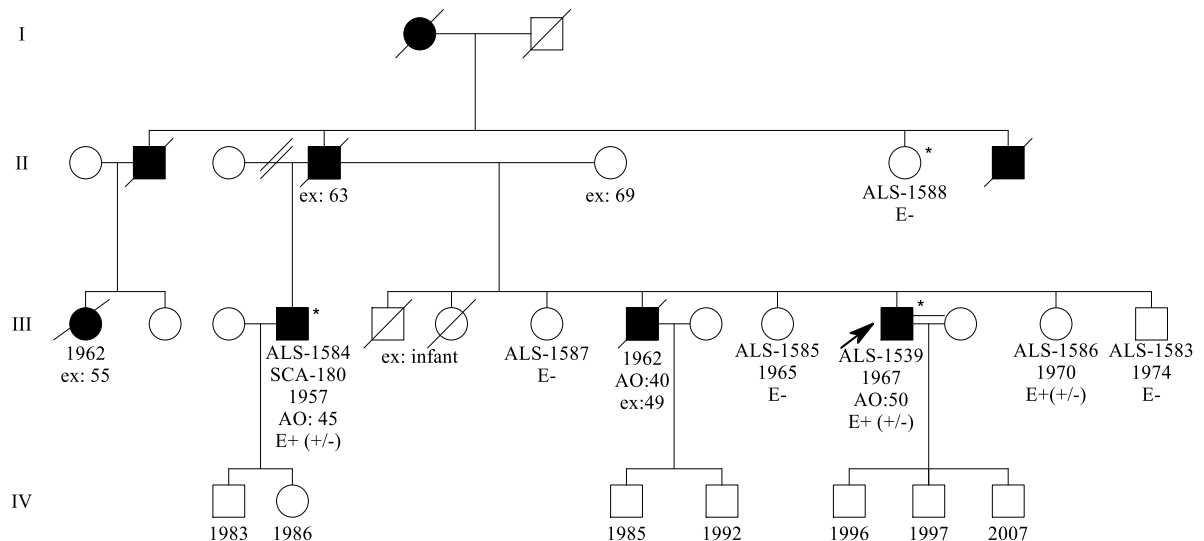 I
II
*
ex: 63
ex: 69
ALS-1588
E-
III
*
*
1962
ex: 55
ALS-1584
SCA-180
1957
AO: 45
E+ (+/-)
ex: infant
ALS-1587
E-
1962
AO:40
ex:49
ALS-1585
1965
E-
ALS-1539
1967
AO:50
E+ (+/-)
ALS-1586
1970
E+(+/-)
ALS-1583
1974
E-
IV
1983
1986
1985
1992
1996
1997
2007